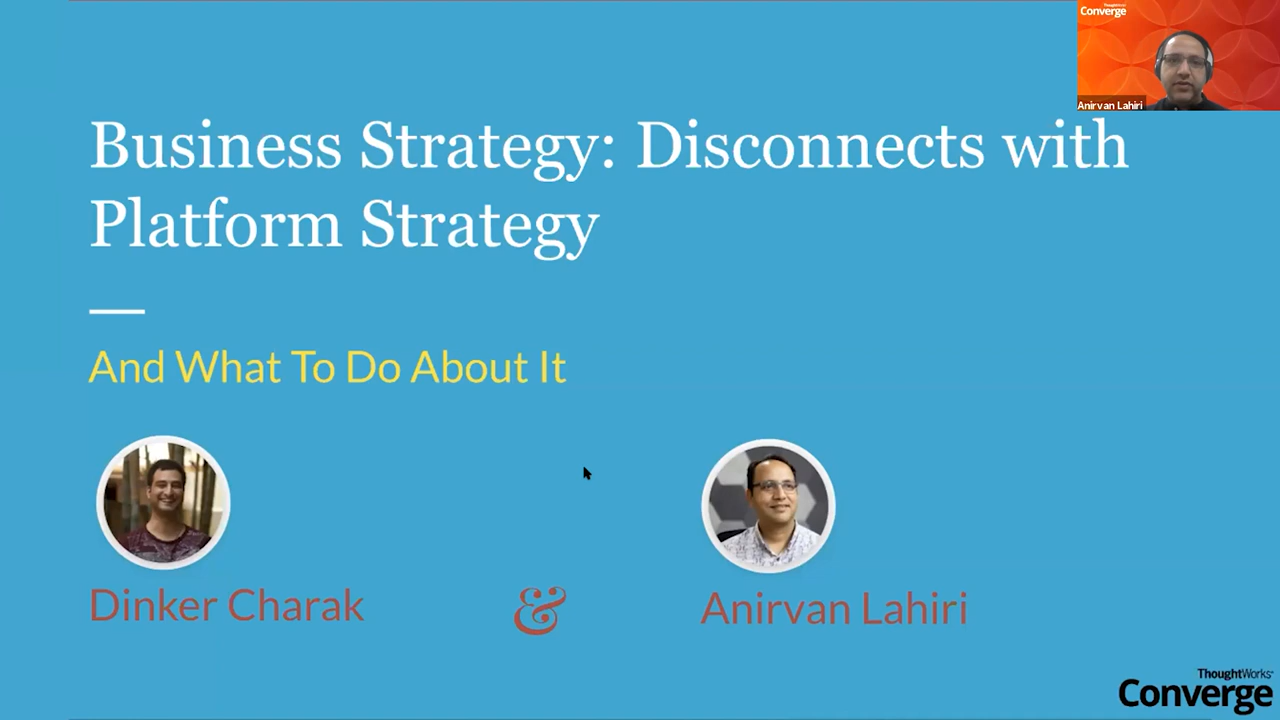 ThoughtWorks
Converge
Anirvan Lahiri
Business Strategy: Disconnects with
Platform Strategy
And What To Do About It
Dinker Charak
&
Anirvan Lahiri
ThoughtWorks
Converge